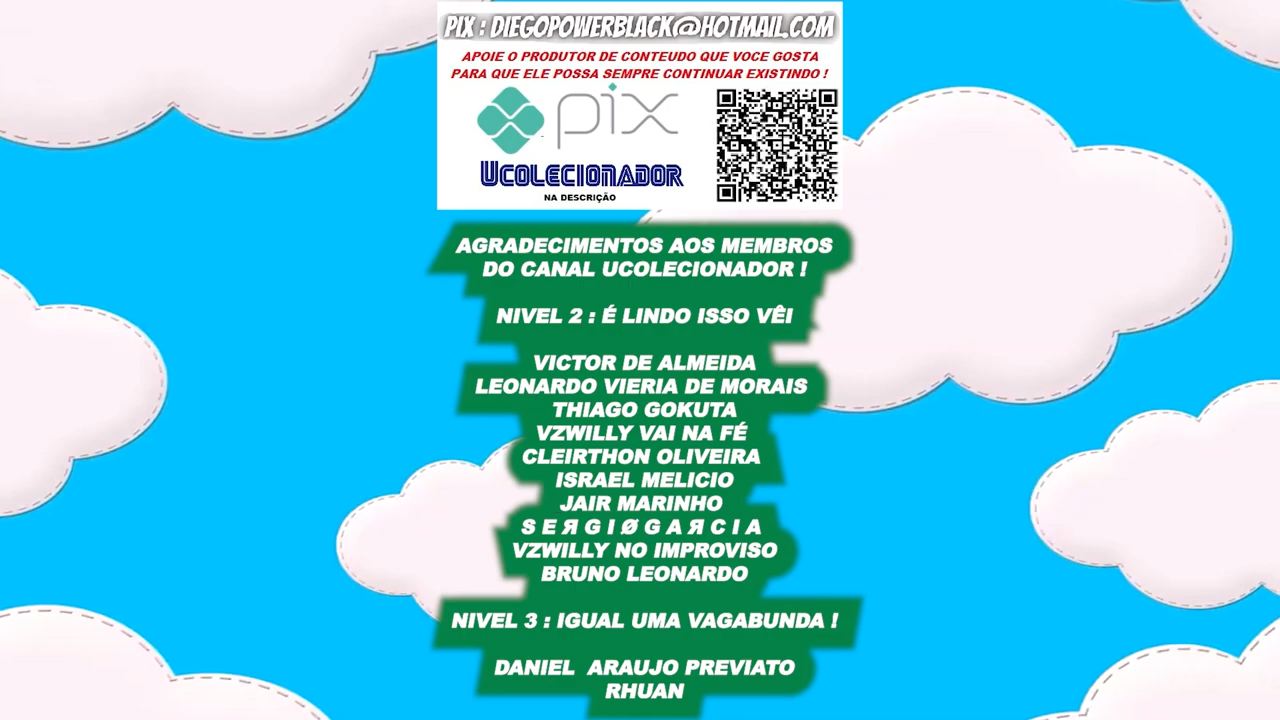 PIX : DIEGOPOWERBLACK@HOTMAIL.COM
APOIE O PRODUTOR DE CONTEUDO QUE VOCE GOSTA
PARA QUE ELE POSSA SEMPRE CONTINUAR EXISTINDO !
pix
UCOLECIONADOR
NA DESCRIÇÃO
AGRADECIMENTOS AOS MEMBROS
DO CANAL UCOLECIONADOR !
NIVEL 2 : É LINDO ISSO VÊI
VICTOR DE ALMEIDA
LEONARDO VIERIA DE MORAIS
THIAGO GOKUTA
VZWILLY VAI NA FÉ
CLEIRTHON OLIVEIRA
ISRAEL MELICIO
JAIR MARINHO
S E Я G I Ø G A Я C I A
VZWILLY NO IMPROVISO
BRUNO LEONARDO
NIVEL 3 : IGUAL UMA VAGABUNDA !
DANIEL  ARAUJO PREVIATO
RHUAN